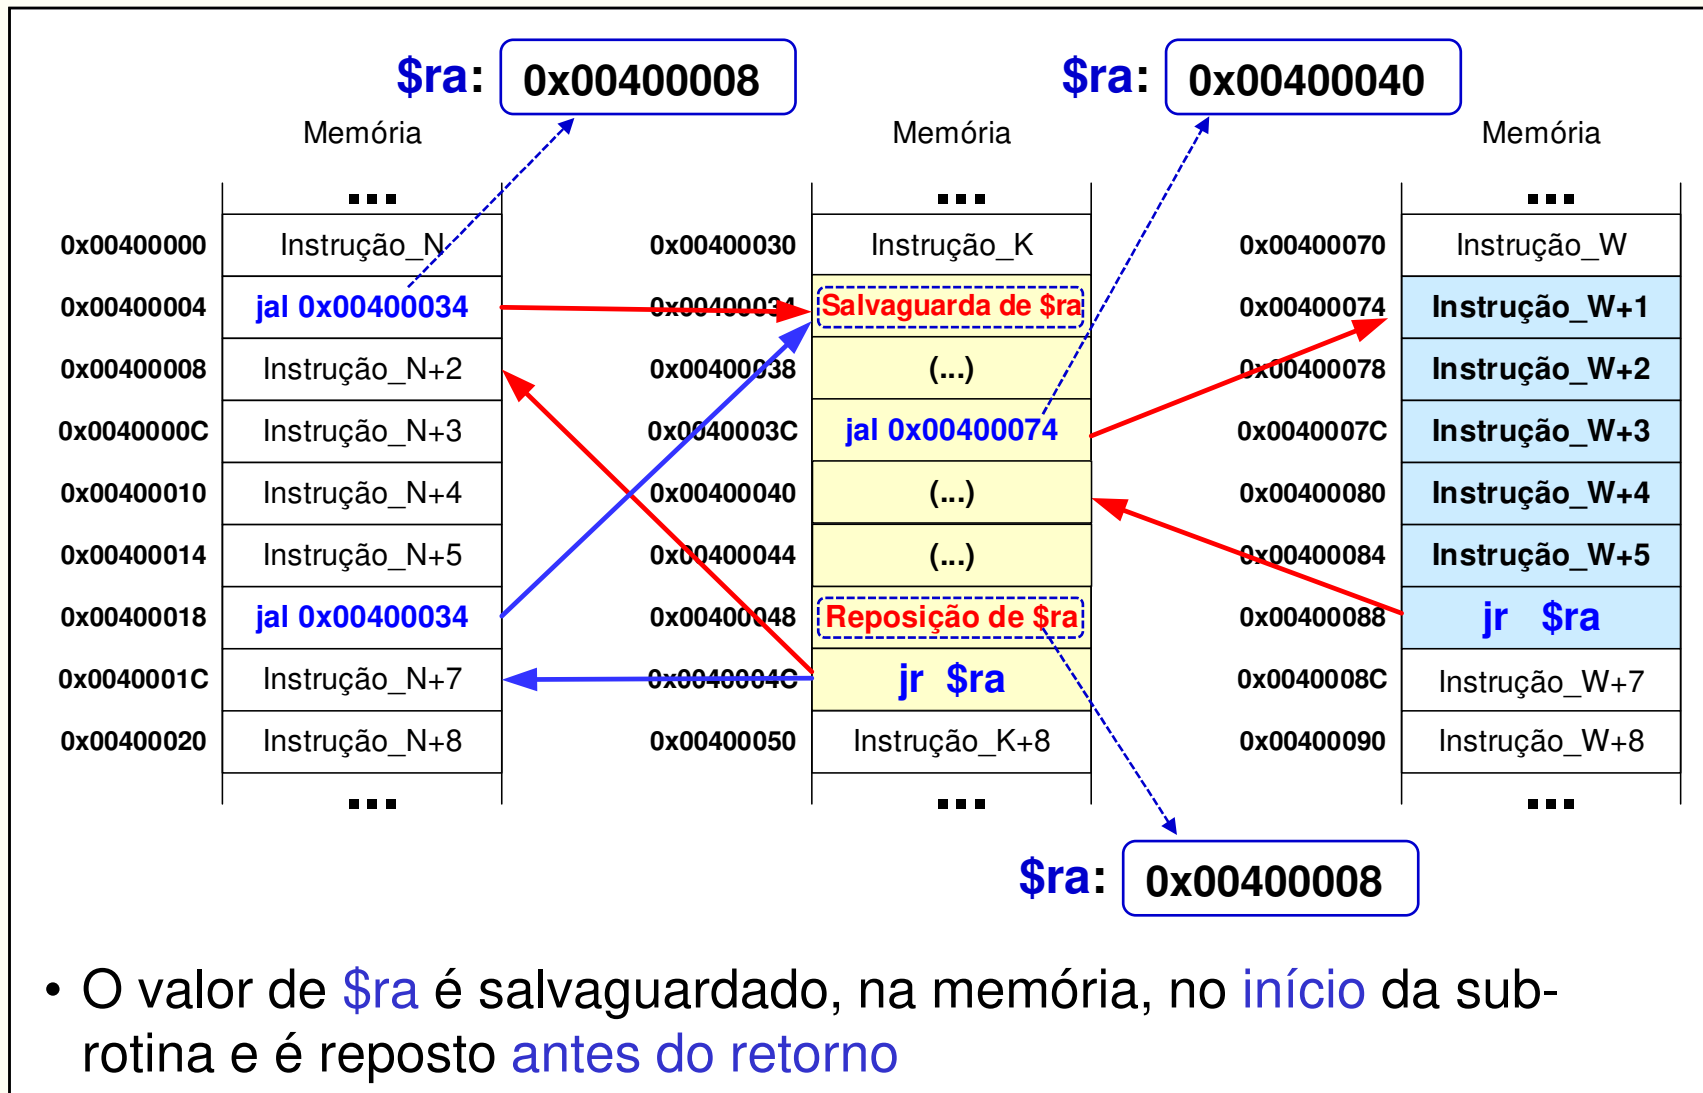 $ra: 0x00400008 $ra: 0x00400040
Memória Memória Memória
... ... ...
0x00400000 Instrução_N 0x00400030 Instrução_K 0x00400070 Instrução_W
0x00400004 jal 0x00400034 0x00400034 Salvaguarda de $ra 0x00400074 Instrução_W+1
0x00400008 Instrução_N+2 0x00400038 (...) 0x00400078 Instrução_W+2
0x0040000C Instrução_N+3 0x0040003C jal 0x00400074 0x0040007C Instrução_W+3
0x00400010 Instrução_N+4 0x00400040 (...) 0x00400080 Instrução_W+4
0x00400014 Instrução_N+5 0x00400044 (...) 0x00400084 Instrução_W+5
0x00400018 jal 0x00400034 0x00400048 Reposição de $ra 0x00400088 jr $ra
0x0040001C Instrução_N+7 0x0040004C jr $ra 0x0040008C Instrução_W+7
0x00400020 Instrução_N+8 0x00400050 Instrução_K+8 0x00400090 Instrução_W+8
... ... ...
$ra: 0x00400008
• O valor de $ra é salvaguardado, na memória, no início da sub-
rotina e é reposto antes do retorno